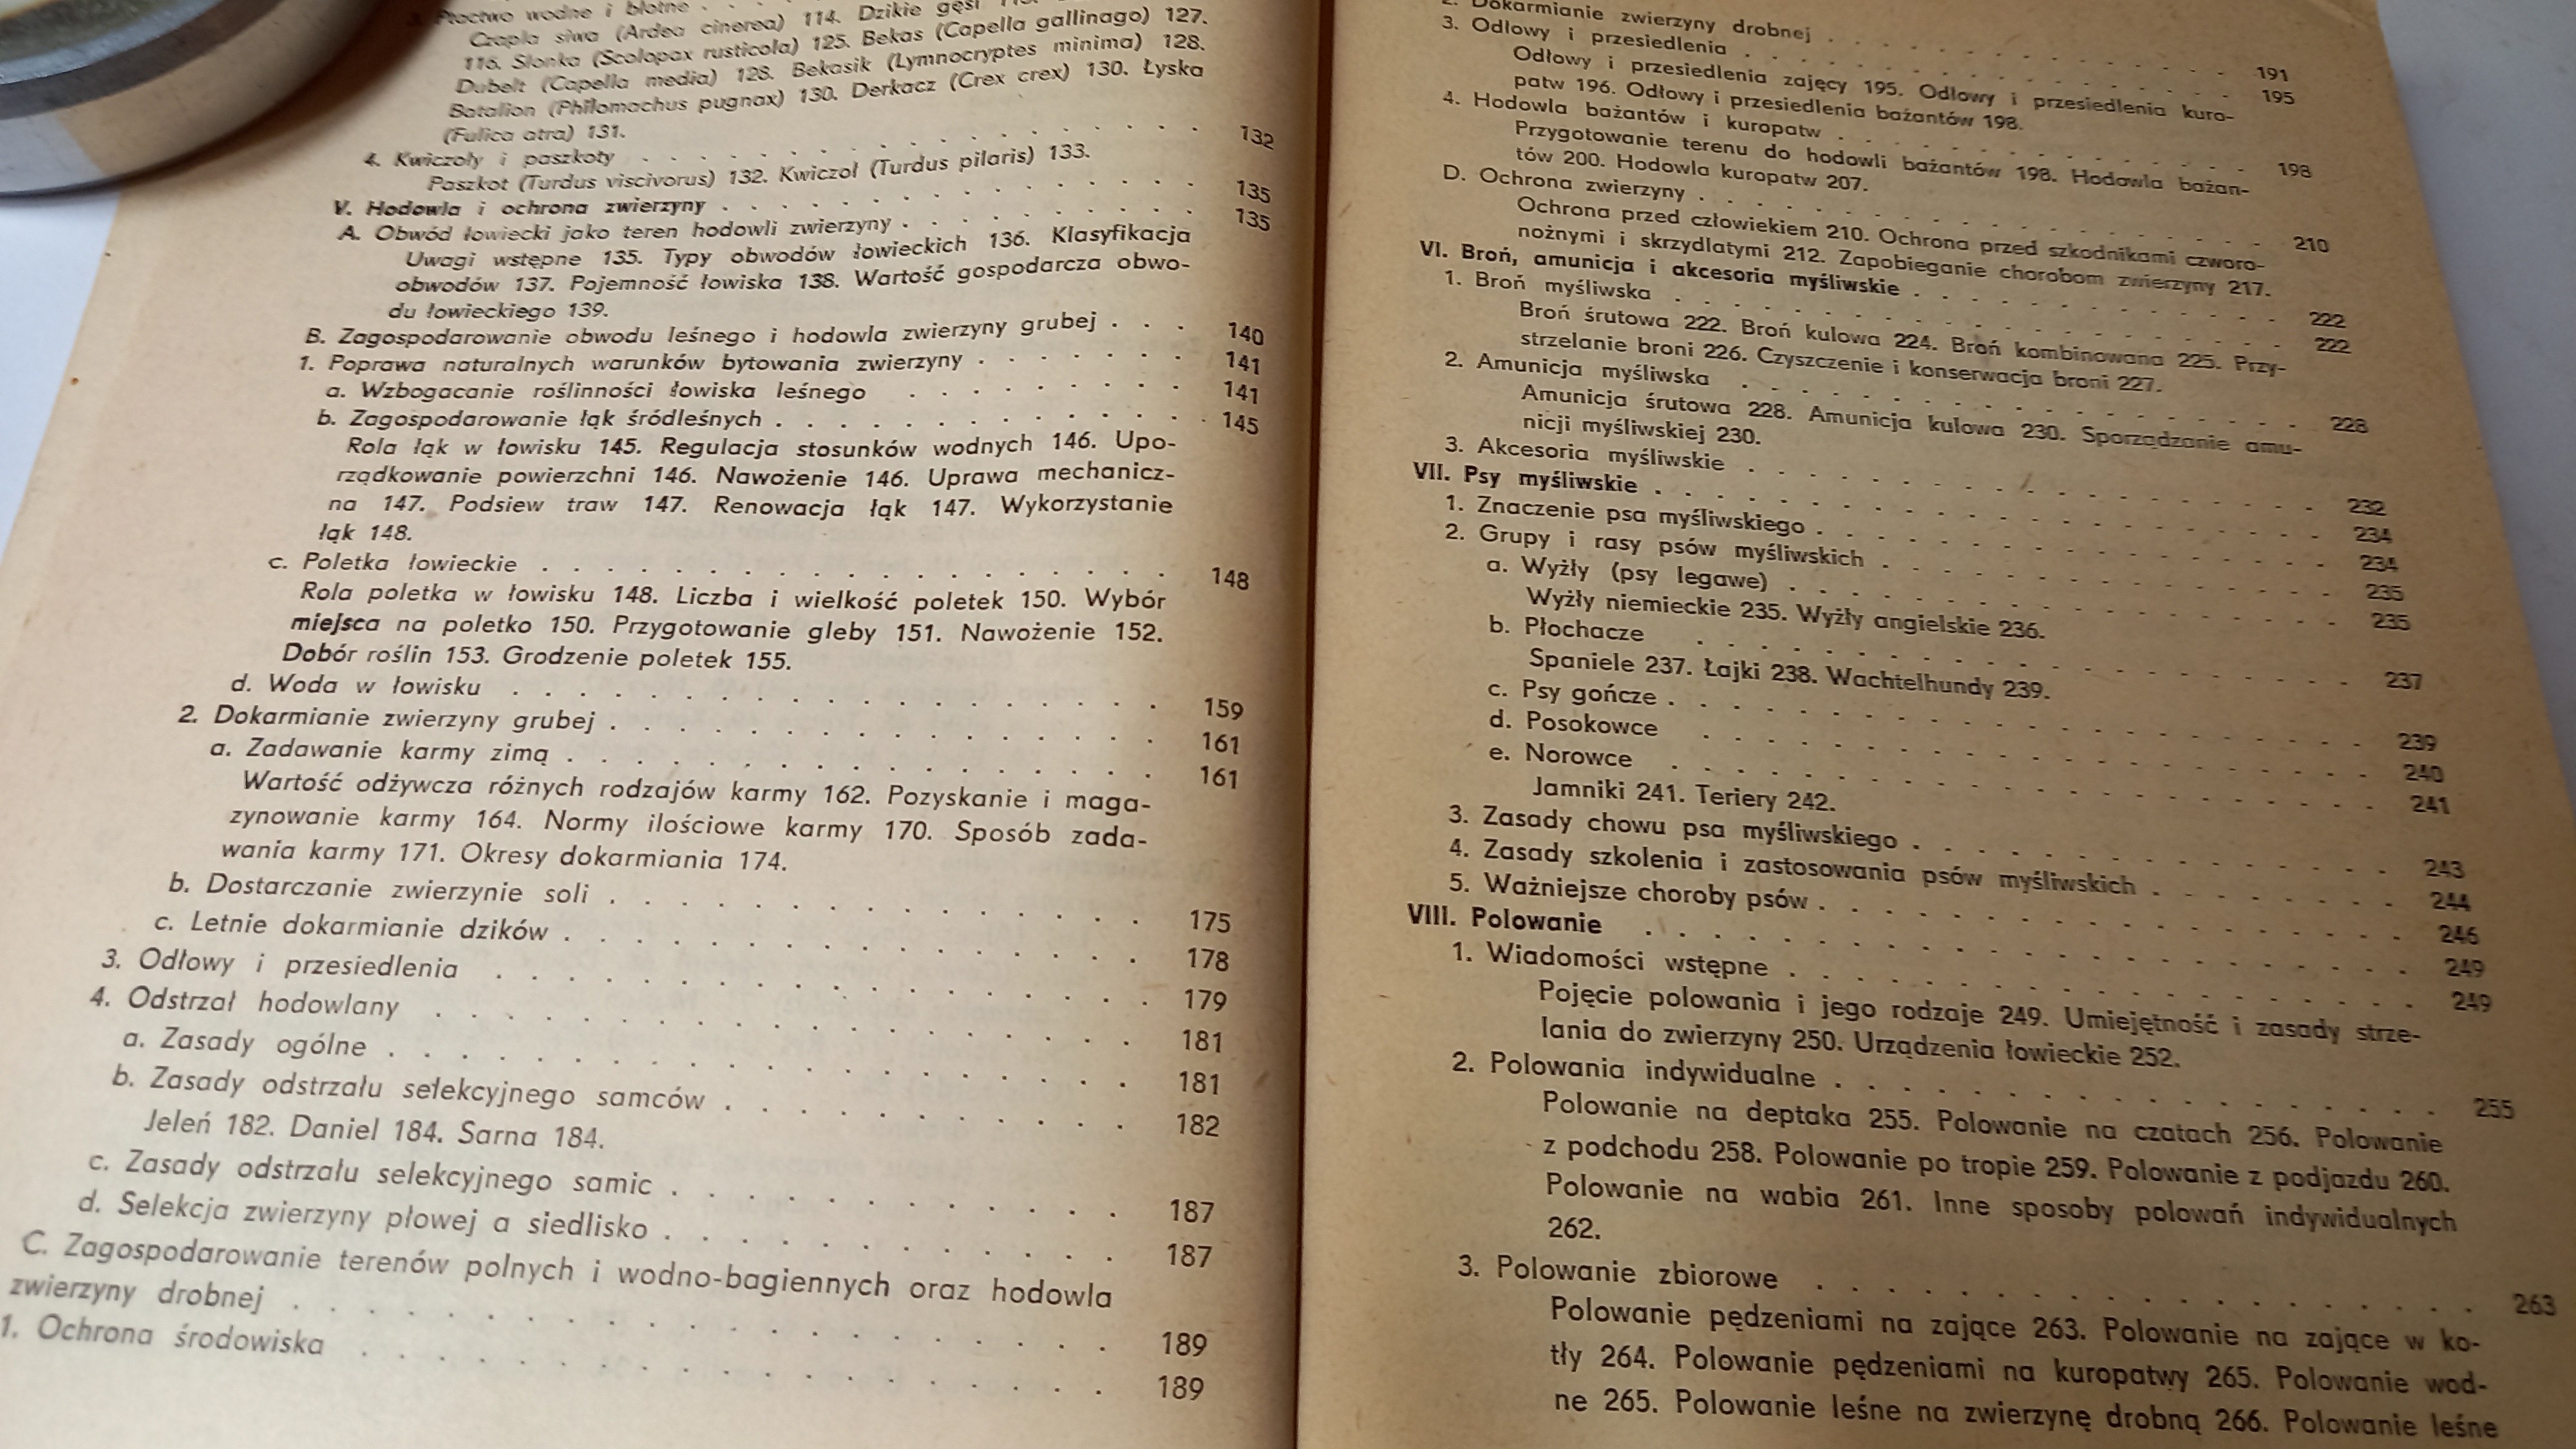 3. Ptactwo wodne i błotne . . .
Czapla siwa (Ardea cinerea) 114. Dzikie gęsi
116. Słonka (Scolopax rusticola) 125. Bekas (Capella gallinago) 127.
Dubelt (Capella media) 128. Bekasik (Lymnocryptes minima) 128.
Batalion (Philomachus pugnax) 130. Derkacz (Crex crex) 130. Łyska
(Fulica atra) 131.
4. Kwiczoły i paszkoty . . . 132
Paszkot (Turdus viscivorus) 132. Kwiczoł (Turdus pilaris) 133.
V. Hodowla i ochrona zwierzyny . . . 135
A. Obwód łowiecki jako teren hodowli zwierzyny . . . 135
Uwagi wstępne 135. Typy obwodów łowieckich 136. Klasyfikacja
obwodów 137. Pojemność łowiska 138. Wartość gospodarcza obwo-
du łowieckiego 139.
B. Zagospodarowanie obwodu leśnego i hodowla zwierzyny grubej . . . 140
1. Poprawa naturalnych warunków bytowania zwierzyny . . . 141
a. Wzbogacanie roślinności łowiska leśnego . . . 141
b. Zagospodarowanie łąk śródleśnych . . . 145
Rola łąk w łowisku 145. Regulacja stosunków wodnych 146. Upo-
rządkowanie powierzchni 146. Nawożenie 146. Uprawa mechanicz-
na 147. Podsiew traw 147. Renowacja łąk 147. Wykorzystanie
łąk 148.
c. Poletka łowieckie . . . 148
Rola poletka w łowisku 148. Liczba i wielkość poletek 150. Wybór
miejsca na poletko 150. Przygotowanie gleby 151. Nawożenie 152.
Dobór roślin 153. Grodzenie poletek 155.
d. Woda w łowisku . . . 159
2. Dokarmianie zwierzyny grubej . . . 161
a. Zadawanie karmy zimą . . . 161
Wartość odżywcza różnych rodzajów karmy 162. Pozyskanie i maga-
zynowanie karmy 164. Normy ilościowe karmy 170. Sposób zada-
wania karmy 171. Okresy dokarmiania 174.
b. Dostarczanie zwierzynie soli . . . 175
c. Letnie dokarmianie dzików . . . 178
3. Odłowy i przesiedlenia . . . 179
4. Odstrzał hodowlany . . . 181
a. Zasady ogólne . . . 181
b. Zasady odstrzału selekcyjnego samców . . . 182
Jeleń 182. Daniel 184. Sarna 184.
c. Zasady odstrzału selekcyjnego samic . . . 187
d. Selekcja zwierzyny płowej a siedlisko . . . 187
C. Zagospodarowanie terenów polnych i wodno-bagiennych oraz hodowla
zwierzyny drobnej . . . 189
1. Ochrona środowiska . . . 189
2. Dokarmianie zwierzyny drobnej . . . 191
3. Odłowy i przesiedlenia . . . 195
Odłowy i przesiedlenia zajęcy 195. Odłowy i przesiedlenia kuro-
patw 196. Odłowy i przesiedlenia bażantów 198.
4. Hodowla bażantów i kuropatw . . . 198
Przygotowanie terenu do hodowli bażantów 198. Hodowla bażan-
tów 200. Hodowla kuropatw 207.
D. Ochrona zwierzyny . . . 210
Ochrona przed człowiekiem 210. Ochrona przed szkodnikami czworo-
nożnymi i skrzydlatymi 212. Zapobieganie chorobom zwierzyny 217.
VI. Broń, amunicja i akcesoria myśliwskie . . . 222
1. Broń myśliwska . . . 222
Broń śrutowa 222. Broń kulowa 224. Broń kombinowana 225. Przy-
strzelanie broni 226. Czyszczenie i konserwacja broni 227.
2. Amunicja myśliwska . . . 228
Amunicja śrutowa 228. Amunicja kulowa 230. Sporządzanie amu-
nicji myśliwskiej 230.
3. Akcesoria myśliwskie . . . 232
VII. Psy myśliwskie . . . 234
1. Znaczenie psa myśliwskiego . . . 234
2. Grupy i rasy psów myśliwskich . . . 235
a. Wyżły (psy legawe) . . . 235
Wyżły niemieckie 235. Wyżły angielskie 236.
b. Płochacze . . . 237
Spaniele 237. Łajki 238. Wachtelhundy 239.
c. Psy gończe . . . 239
d. Posokowce . . . 240
e. Norowce . . . 241
Jamniki 241. Teriery 242.
3. Zasady chowu psa myśliwskiego . . . 243
4. Zasady szkolenia i zastosowania psów myśliwskich . . . 244
5. Ważniejsze choroby psów . . . 246
VIII. Polowanie . . . 249
1. Wiadomości wstępne . . . 249
Pojęcie polowania i jego rodzaje 249. Umiejętność i zasady strze-
lania do zwierzyny 250. Urządzenia łowieckie 252.
2. Polowania indywidualne . . . 255
Polowanie na deptaka 255. Polowanie na czatach 256. Polowanie
z podchodu 258. Polowanie po tropie 259. Polowanie z podjazdu 260.
Polowanie na wabia 261. Inne sposoby polowań indywidualnych
262.
3. Polowanie zbiorowe . . . 263
Polowanie pędzeniami na zające 263. Polowanie na zające w ko-
tły 264. Polowanie pędzeniami na kuropatwy 265. Polowanie wod-
ne 265. Polowanie leśne na zwierzynę drobną 266. Polowanie leśne